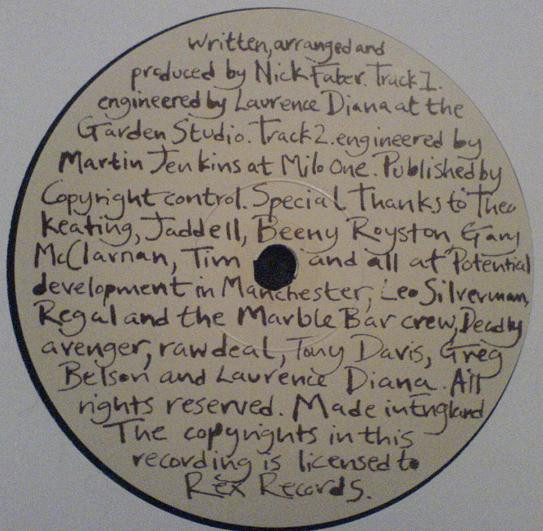 written, arranged and
produced by Nick Faber. Track 1.
engineered by Laurence Diana at the
Garden Studio. Track 2. engineered by
Martin Jenkins at Milo One. Published by
Copyright control. Special Thanks to Theo
Keating, Jaddell, Beeny Royston Gary
McClarnan, Tim and all at Potential
development in Manchester, Leo Silverman,
Regal and the Marble Bar crew, Deadly
avenger, raw deal, Tony Davis, Greg
Belson and Laurence Diana. All
rights reserved. Made in England
The copyrights in this
recording is licensed to
Rex Records.